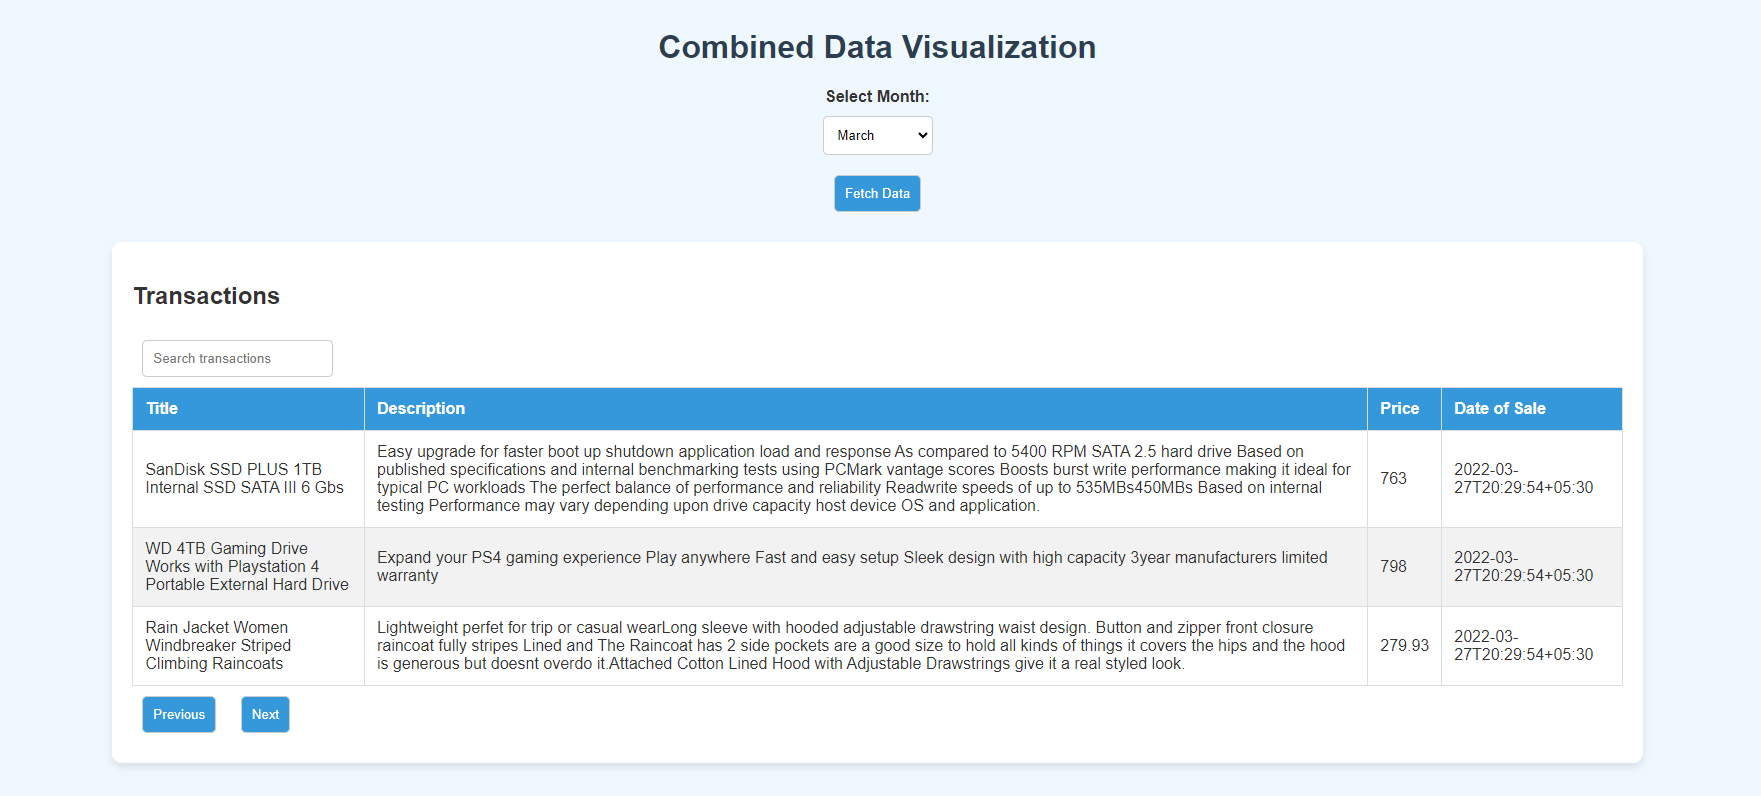 Combined Data Visualization
Select Month:
March
Fetch Data
Transactions
Search transactions
Title Description Price Date of Sale
SanDisk SSD PLUS 1TB
Internal SSD SATA III 6 Gbs
Easy upgrade for faster boot up shutdown application load and response As compared to 5400 RPM SATA 2.5 hard drive Based on
published specifications and internal benchmarking tests using PCMark vantage scores Boosts burst write performance making it ideal for
typical PC workloads The perfect balance of performance and reliability Readwrite speeds of up to 535MBs450MBs Based on internal
testing Performance may vary depending upon drive capacity host device OS and application.
763
2022-03-
27T20:29:54+05:30
WD 4TB Gaming Drive
Works with Playstation 4
Portable External Hard Drive
Expand your PS4 gaming experience Play anywhere Fast and easy setup Sleek design with high capacity 3year manufacturers limited
warranty
798
2022-03-
27T20:29:54+05:30
Rain Jacket Women
Windbreaker Striped
Climbing Raincoats
Lightweight perfet for trip or casual wearLong sleeve with hooded adjustable drawstring waist design. Button and zipper front closure
raincoat fully stripes Lined and The Raincoat has 2 side pockets are a good size to hold all kinds of things it covers the hips and the hood
is generous but doesnt overdo it.Attached Cotton Lined Hood with Adjustable Drawstrings give it a real styled look.
279.93
2022-03-
27T20:29:54+05:30
Previous Next